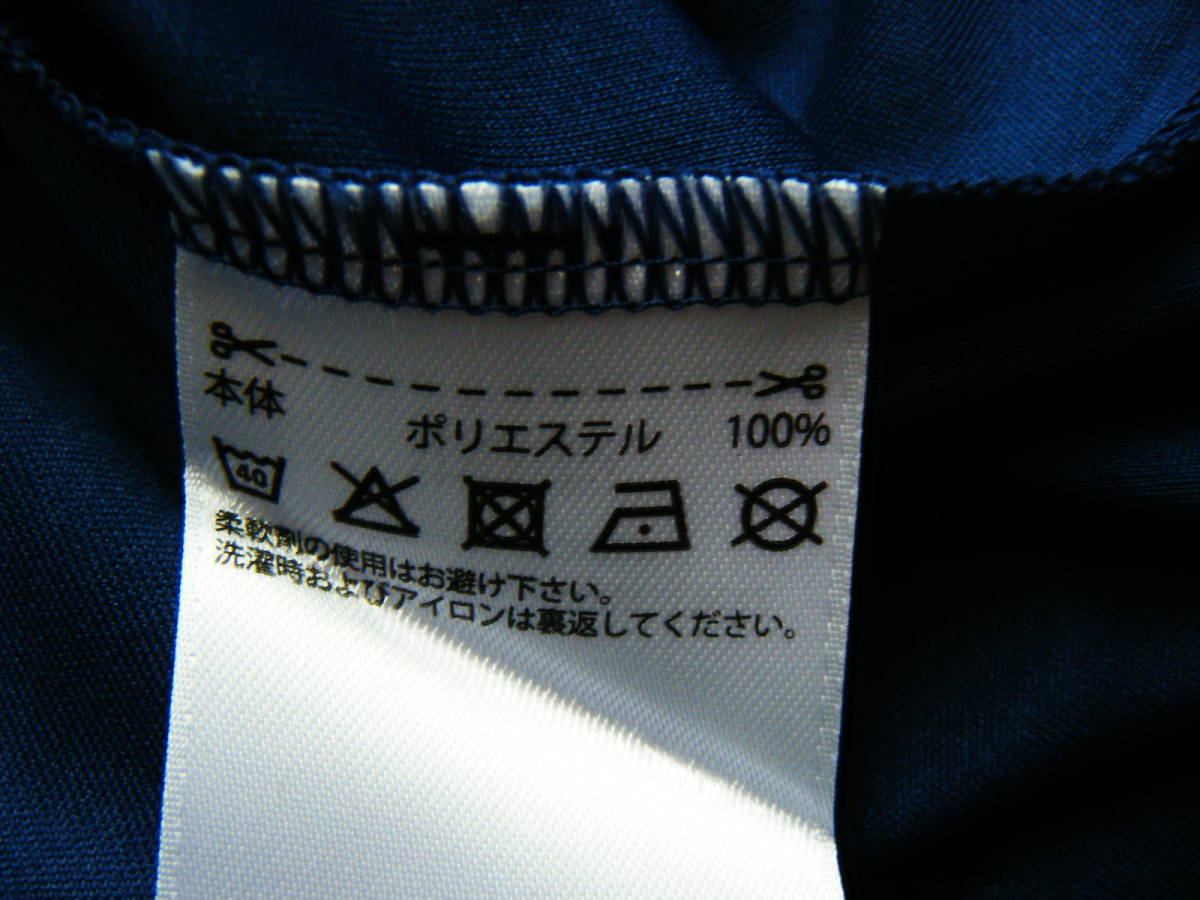 本体
ポリエステル 100%
40
柔軟剤の使用はお避け下さい。
洗濯時およびアイロンは裏返してください。